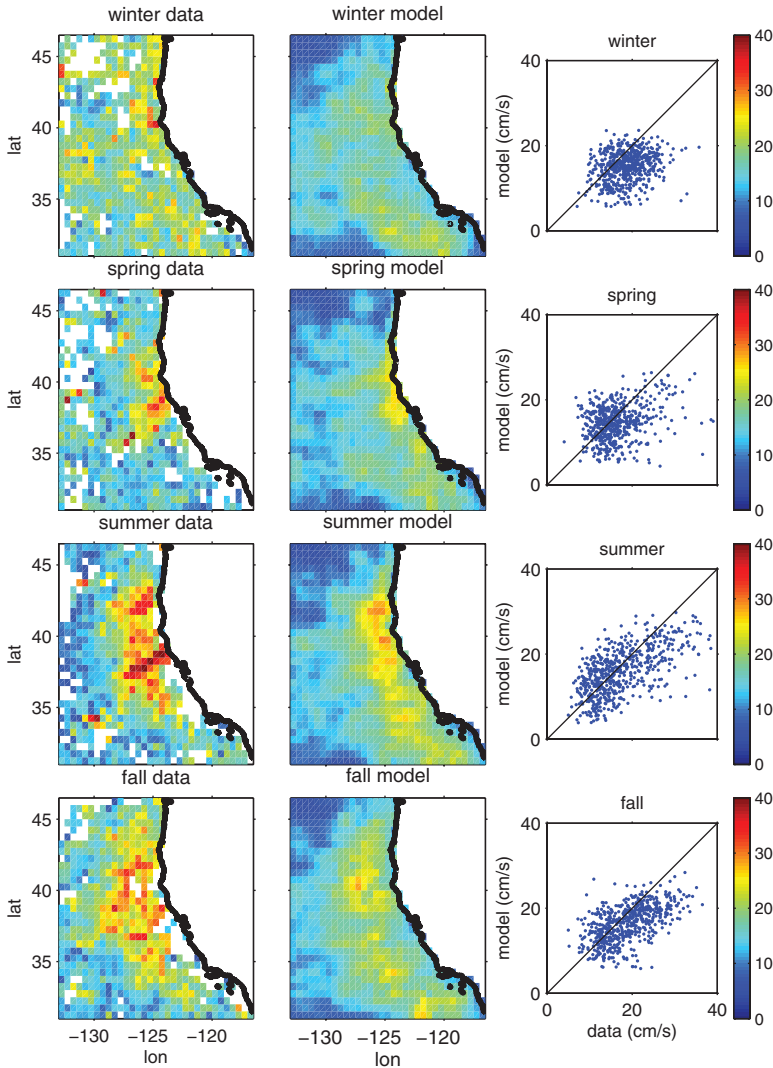 winter data
winter model
winter
45
40
35
lat
40
20
0
model (cm/s)
40
30
20
10
0
spring data
spring model
spring
45
40
35
lat
40
20
0
model (cm/s)
40
30
20
10
0
summer data
summer model
summer
45
40
35
lat
40
20
0
model (cm/s)
40
30
20
10
0
fall data
fall model
fall
45
40
35
lat
40
20
0
model (cm/s)
40
30
20
10
0
−130 −125 −120
lon
−130 −125 −120
lon
0 20 40
data (cm/s)